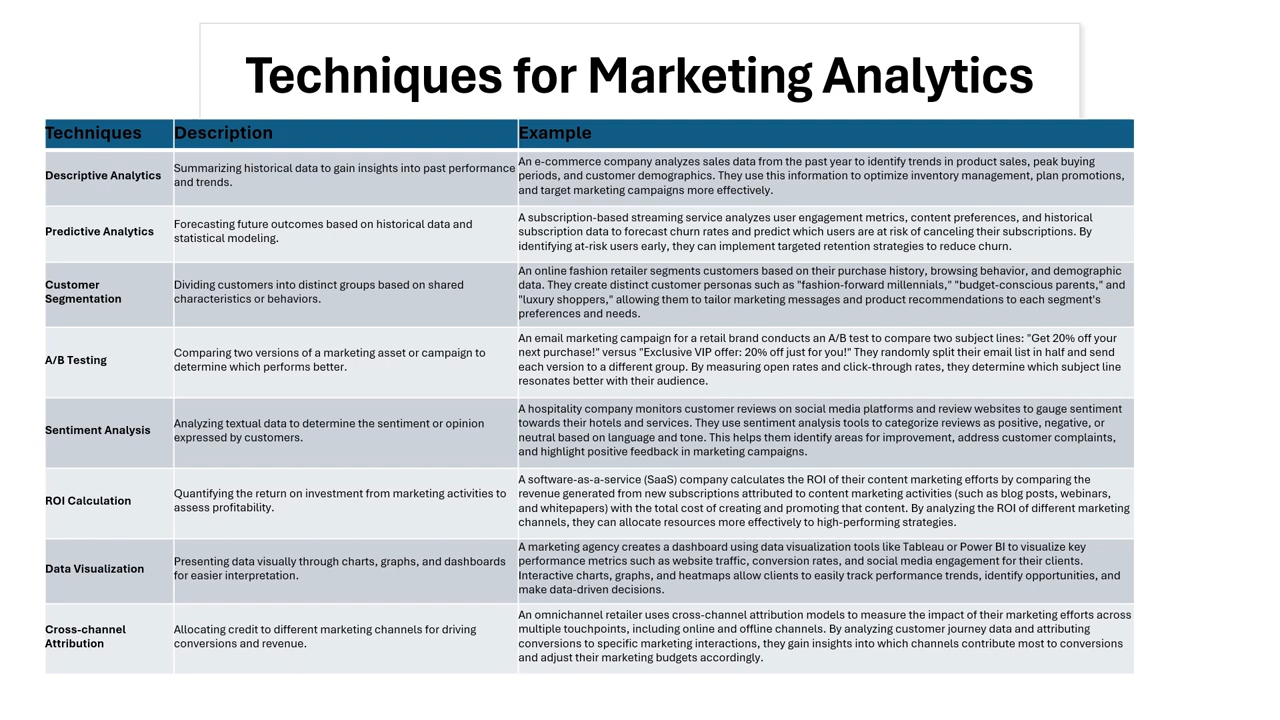 Techniques for Marketing Analytics
Techniques
Description
Example
Descriptive Analytics
Summarizing historical data to gain insights into past performance
and trends.
An e-commerce company analyzes sales data from the past year to identify trends in product sales, peak buying
periods, and customer demographics. They use this information to optimize inventory management, plan promotions,
and target marketing campaigns more effectively.
Predictive Analytics
Forecasting future outcomes based on historical data and
statistical modeling.
A subscription-based streaming service analyzes user engagement metrics, content preferences, and historical
subscription data to forecast churn rates and predict which users are at risk of canceling their subscriptions. By
identifying at-risk users early, they can implement targeted retention strategies to reduce churn.
Customer
Segmentation
Dividing customers into distinct groups based on shared
characteristics or behaviors.
An online fashion retailer segments customers based on their purchase history, browsing behavior, and demographic
data. They create distinct customer personas such as "fashion-forward millennials," "budget-conscious parents," and
"luxury shoppers," allowing them to tailor marketing messages and product recommendations to each segment's
preferences and needs.
A/B Testing
Comparing two versions of a marketing asset or campaign to
determine which performs better.
An email marketing campaign for a retail brand conducts an A/B test to compare two subject lines: "Get 20% off your
next purchase!" versus "Exclusive VIP offer: 20% off just for you!" They randomly split their email list in half and send
each version to a different group. By measuring open rates and click-through rates, they determine which subject line
resonates better with their audience.
Sentiment Analysis
Analyzing textual data to determine the sentiment or opinion
expressed by customers.
A hospitality company monitors customer reviews on social media platforms and review websites to gauge sentiment
towards their hotels and services. They use sentiment analysis tools to categorize reviews as positive, negative, or
neutral based on language and tone. This helps them identify areas for improvement, address customer complaints,
and highlight positive feedback in marketing campaigns.
ROI Calculation
Quantifying the return on investment from marketing activities to
assess profitability.
A software-as-a-service (SaaS) company calculates the ROI of their content marketing efforts by comparing the
revenue generated from new subscriptions attributed to content marketing activities (such as blog posts, webinars,
and whitepapers) with the total cost of creating and promoting that content. By analyzing the ROI of different marketing
channels, they can allocate resources more effectively to high-performing strategies.
Data Visualization
Presenting data visually through charts, graphs, and dashboards
for easier interpretation.
A marketing agency creates a dashboard using data visualization tools like Tableau or Power BI to visualize key
performance metrics such as website traffic, conversion rates, and social media engagement for their clients.
Interactive charts, graphs, and heatmaps allow clients to easily track performance trends, identify opportunities, and
make data-driven decisions.
Cross-channel
Attribution
Allocating credit to different marketing channels for driving
conversions and revenue.
An omnichannel retailer uses cross-channel attribution models to measure the impact of their marketing efforts across
multiple touchpoints, including online and offline channels. By analyzing customer journey data and attributing
conversions to specific marketing interactions, they gain insights into which channels contribute most to conversions
and adjust their marketing budgets accordingly.